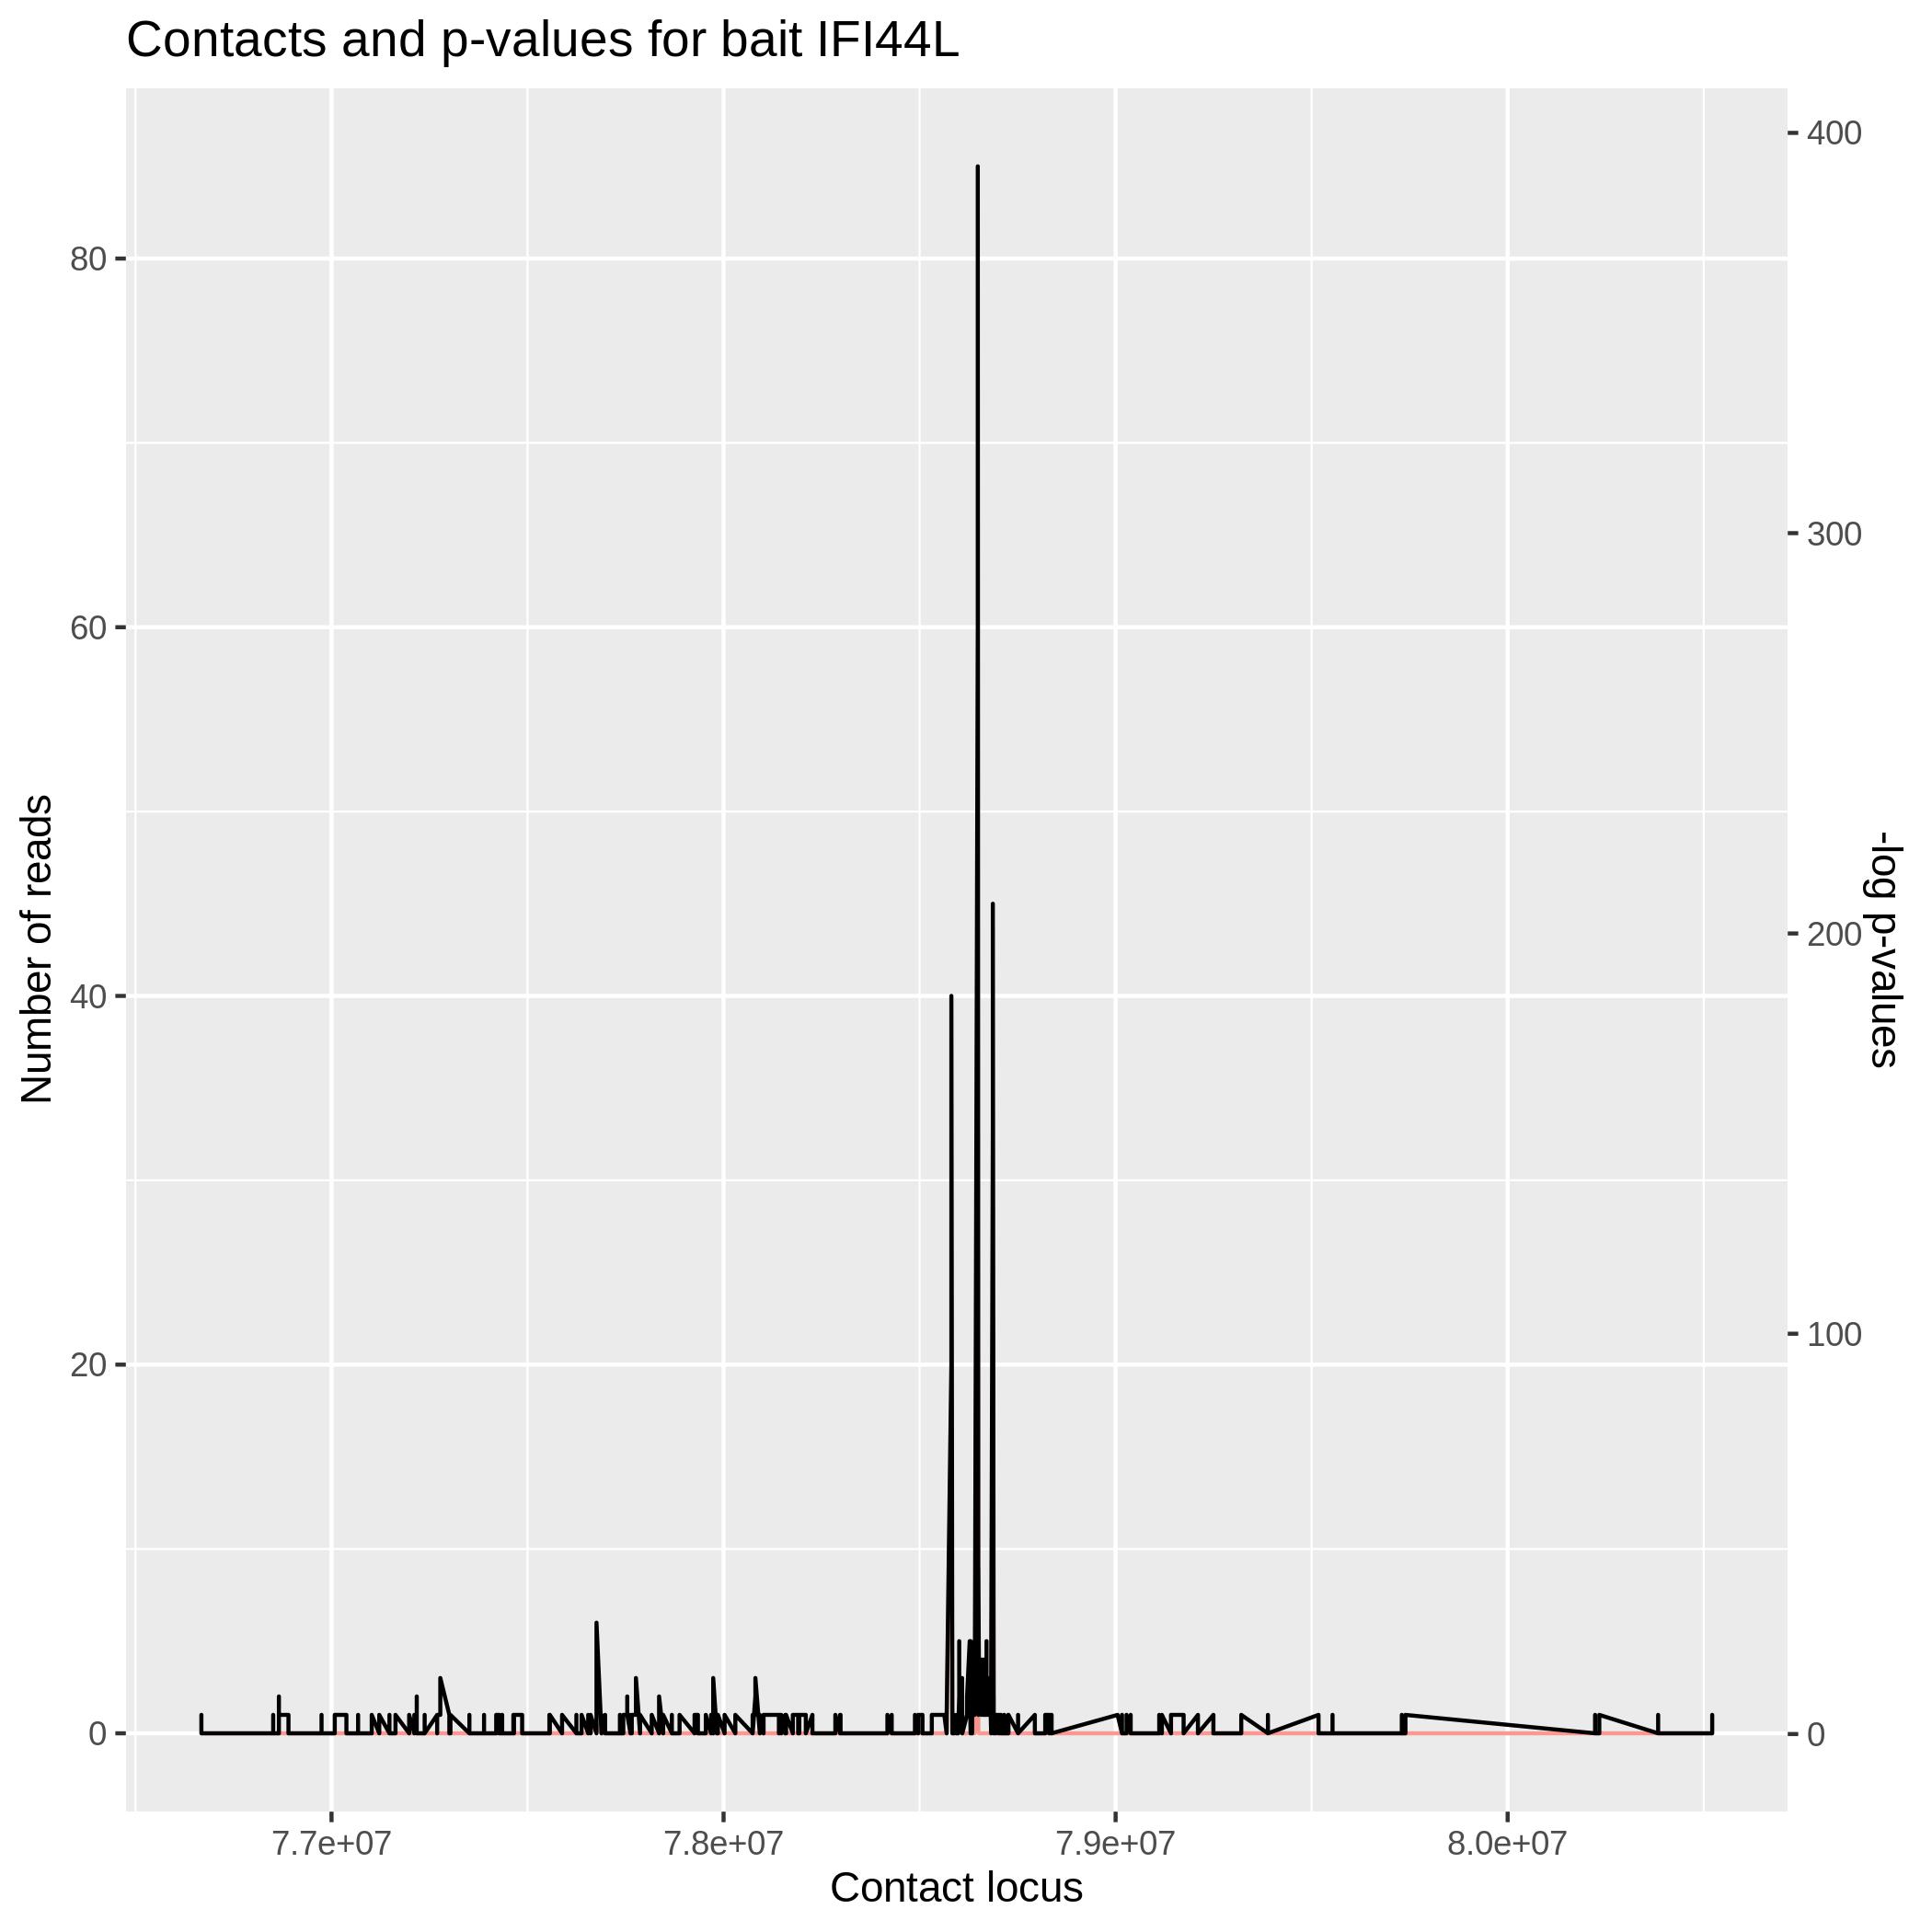 Contacts and p-values for bait IFI44L
80
60
40
20
0
Number of reads
400
300
200
100
0
-log p-values
7.7e+07 7.8e+07 7.9e+07 8.0e+07
Contact locus